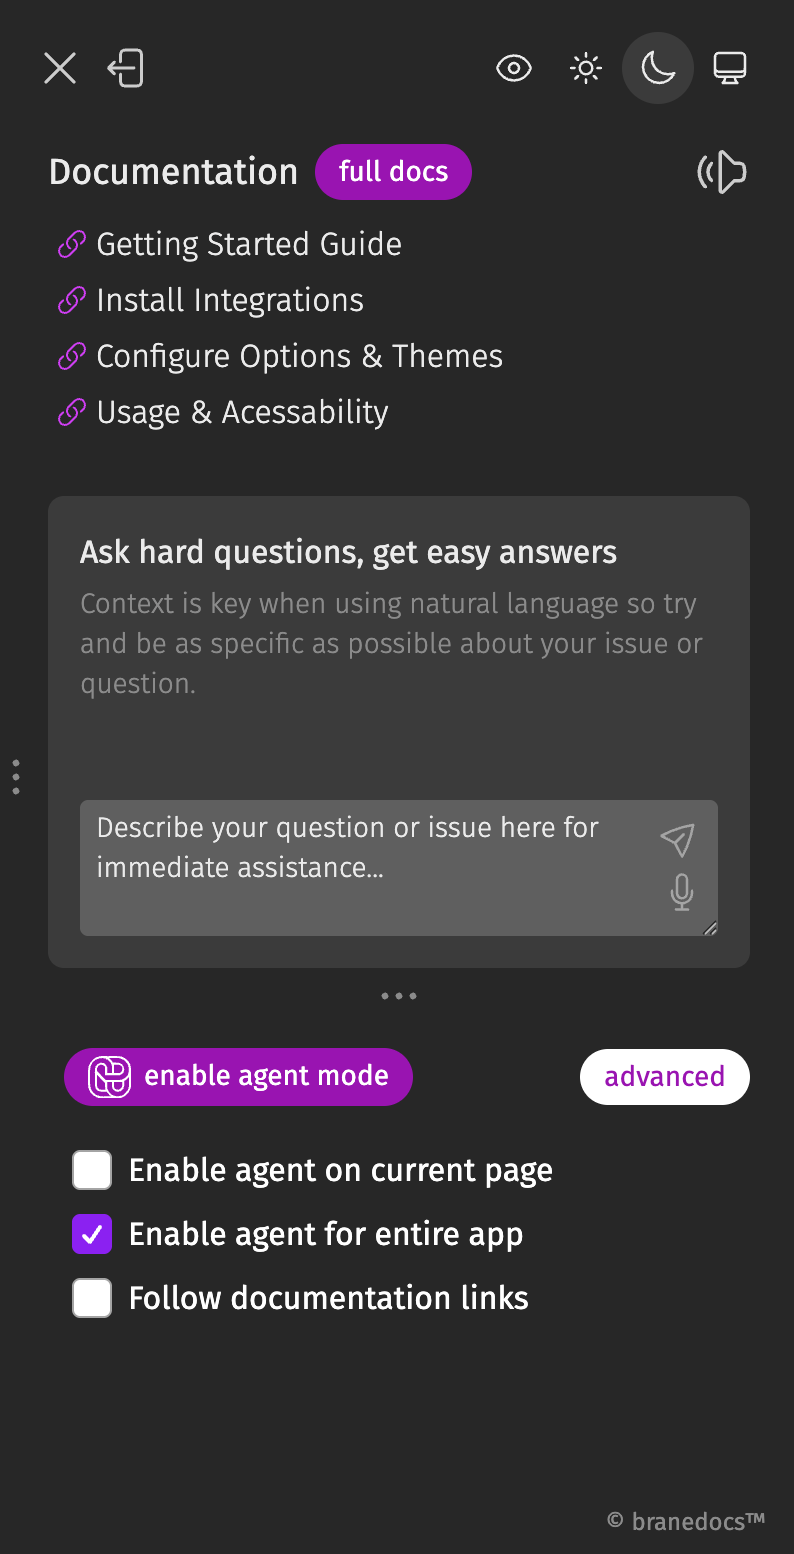 Documentation full docs
Getting Started Guide
Install Integrations
Configure Options & Themes
Usage & Acessability
Ask hard questions, get easy answers
Context is key when using natural language so try
and be as specific as possible about your issue or
question.
Describe your question or issue here for
immediate assistance...
enable agent mode advanced
Enable agent on current page
Enable agent for entire app
Follow documentation links
© branedocs™